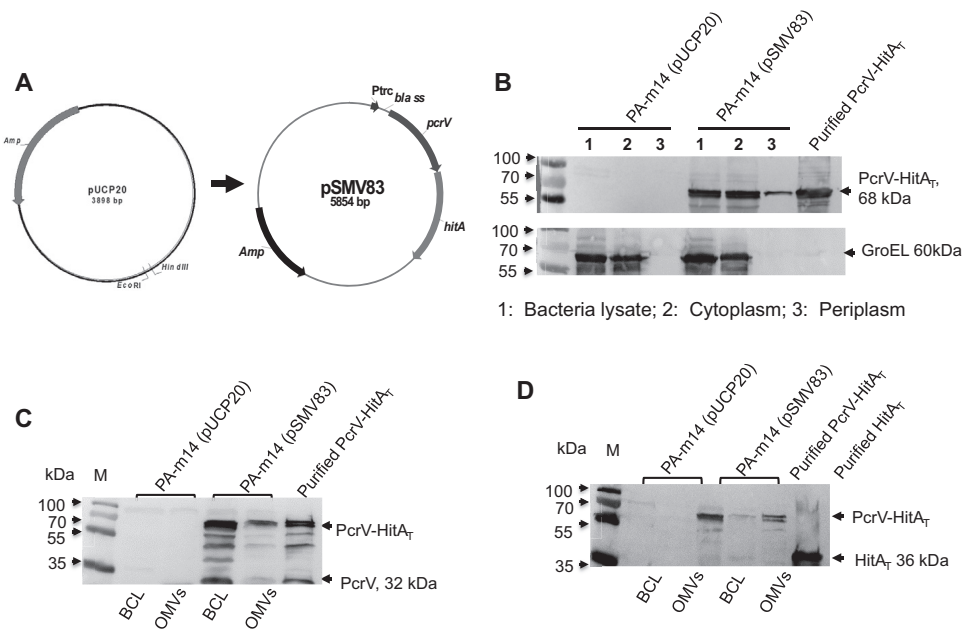 A
Amp
pUCP20
3898 bp
Hin dIII
EcoRI
Ptrc
bla ss
pcrV
pSMV83
5854 bp
hitA
Amp
B
PA-m14 (pUCP20)
PA-m14 (pSMV83)
Purified PcrV-HitA_T
1 2 3 1 2 3
100
70
55
PcrV-HitA_T,
68 kDa
100
70
55
GroEL 60kDa
1: Bacteria lysate; 2: Cytoplasm; 3: Periplasm
C
PA-m14 (pUCP20)
PA-m14 (pSMV83)
Purified PcrV-HitA_T
kDa M
100
70
55
35
PcrV-HitA_T
PcrV, 32 kDa
BCL
OMVs
BCL
OMVs
D
PA-m14 (pUCP20)
PA-m14 (pSMV83)
Purified PcrV-HitA_T
Purified HitA_T
kDa M
100
70
55
35
PcrV-HitA_T
HitA_T 36 kDa
BCL
OMVs
BCL
OMVs